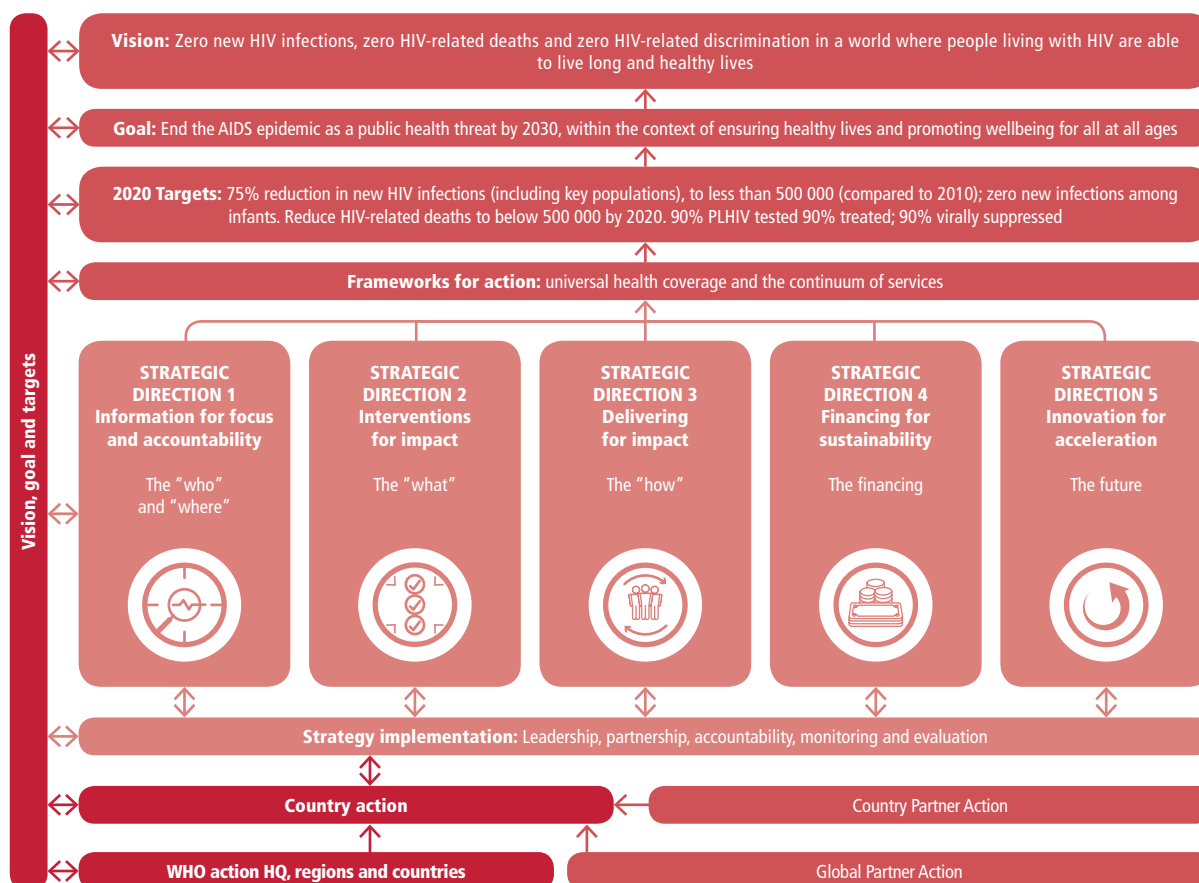 Vision, goal and targets
Vision: Zero new HIV infections, zero HIV-related deaths and zero HIV-related discrimination in a world where people living with HIV are able
to live long and healthy lives
Goal: End the AIDS epidemic as a public health threat by 2030, within the context of ensuring healthy lives and promoting wellbeing for all at all ages
2020 Targets: 75% reduction in new HIV infections (including key populations), to less than 500 000 (compared to 2010); zero new infections among
infants. Reduce HIV-related deaths to below 500 000 by 2020. 90% PLHIV tested 90% treated; 90% virally suppressed
Frameworks for action: universal health coverage and the continuum of services
STRATEGIC
DIRECTION 1
Information for focus
and accountability
The "who"
and "where"
STRATEGIC
DIRECTION 2
Interventions
for impact
The "what"
STRATEGIC
DIRECTION 3
Delivering
for impact
The "how"
STRATEGIC
DIRECTION 4
Financing for
sustainability
The financing
STRATEGIC
DIRECTION 5
Innovation for
acceleration
The future
Strategy implementation: Leadership, partnership, accountability, monitoring and evaluation
Country action
Country Partner Action
WHO action HQ, regions and countries
Global Partner Action